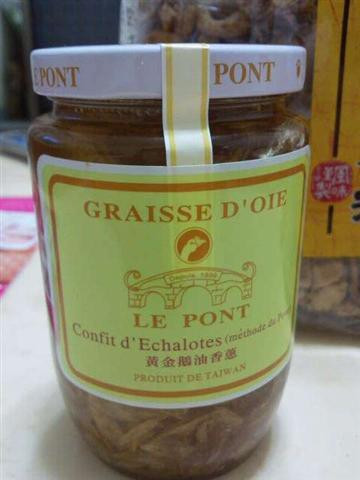 LE PONT
PONT
GRAISSE D'OIE
Depuis
LE PONT
Confit d'Echalotes (méthode du Pont)
黃金鵝油香蔥
PRODUIT DE TAIWAN